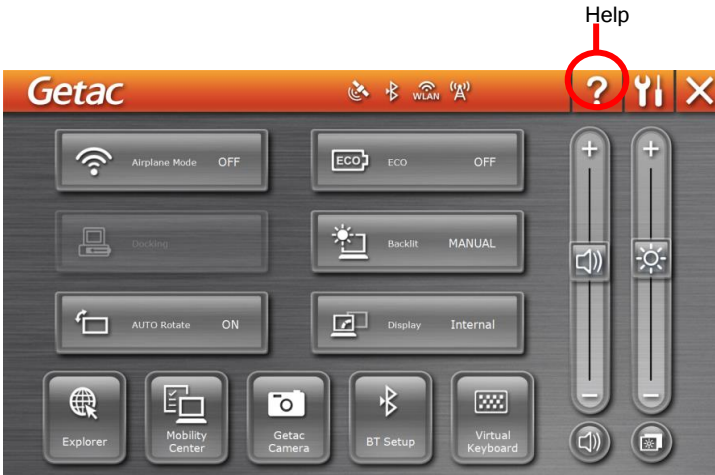 Help
Getac
WLAN
?
Airplane Mode OFF
ECO ECO OFF
Docking
Backlit MANUAL
AUTO Rotate ON
Display Internal
Explorer
Mobility
Center
Getac
Camera
BT Setup
Virtual
Keyboard